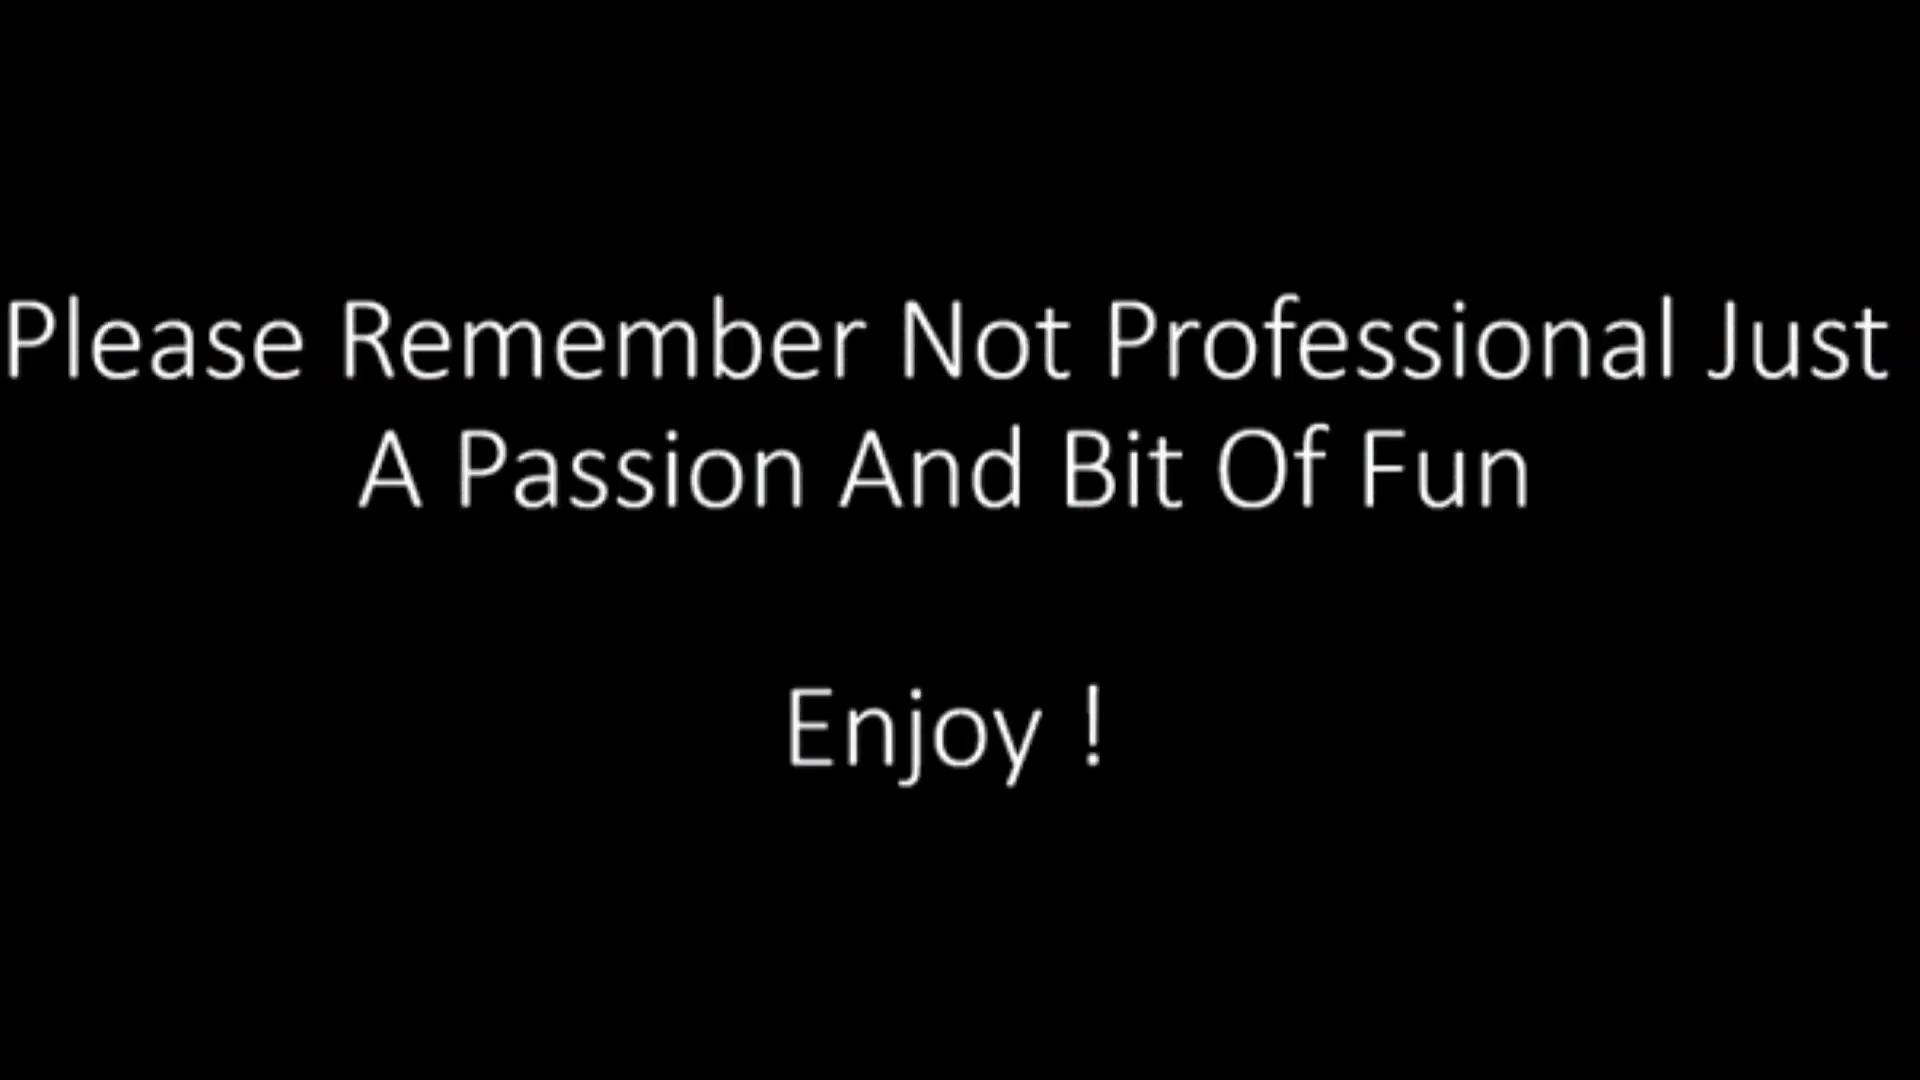 Please Remember Not Professional Just
A Passion And Bit Of Fun
Enjoy !